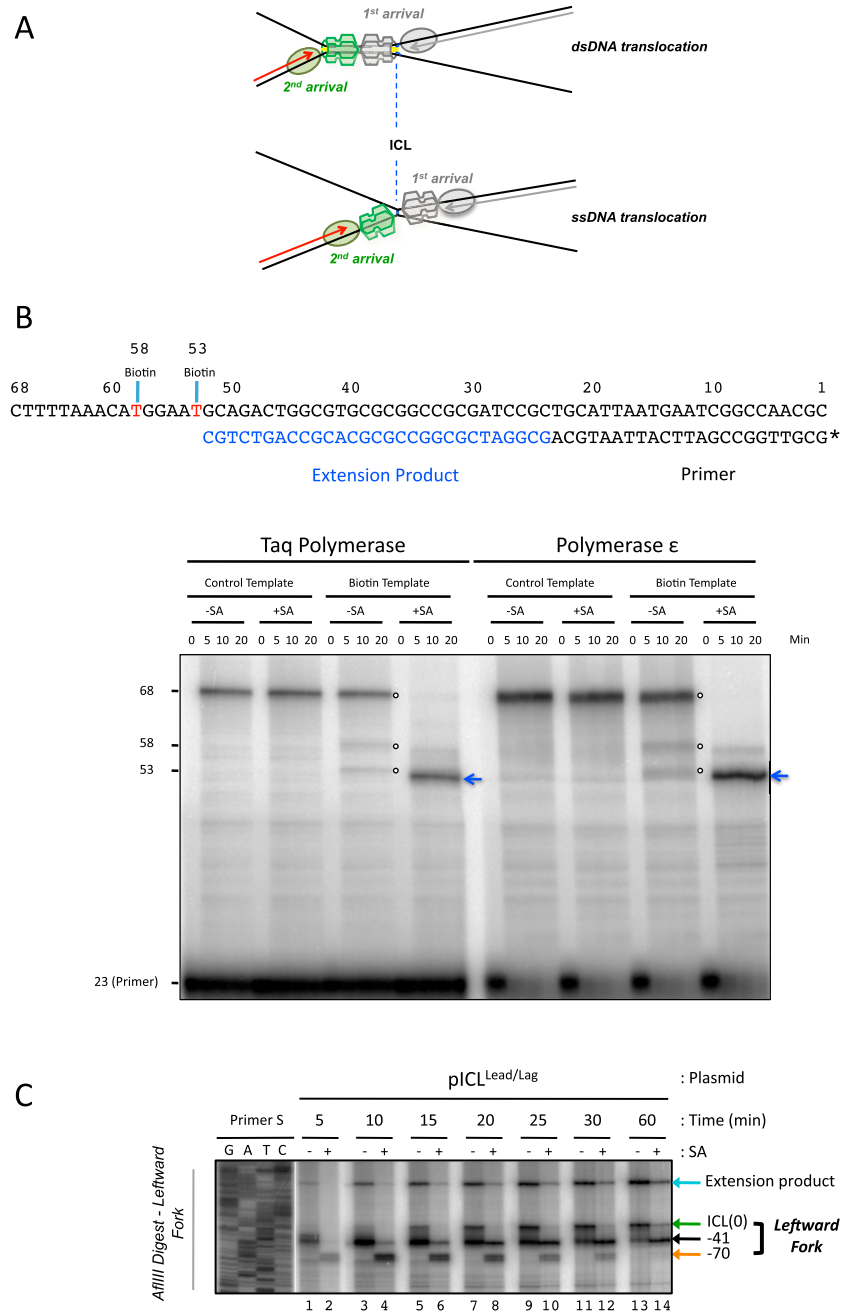 A
1st arrival
dsDNA translocation
2nd arrival
ICL
1st arrival
ssDNA translocation
2nd arrival
B
58 53
Biotin Biotin
68 60 50 40 30 20 10 1
CTTTTAAACATGGAATGCAGACTGGCGTGCGCGGCCGCGATCCGCTGCATTAATGAATCGGCCAACGC
CGTCTGACCGCACGCGCCGGCGCTAGGCGACGTAATTACTTAGCCGGTTGCG*
Extension Product Primer
Taq Polymerase Polymerase ε
Control Template Biotin Template Control Template Biotin Template
-SA +SA -SA +SA -SA +SA -SA +SA
0 5 10 20 0 5 10 20 0 5 10 20 0 5 10 20 0 5 10 20 0 5 10 20 0 5 10 20 0 5 10 20 Min
68
58
53
23 (Primer)
C
pICLLead/Lag : Plasmid
Primer S 5 10 15 20 25 30 60 : Time (min)
G A T C - + - + - + - + - + - + - + : SA
AflIII Digest - Leftward Fork
Extension product
ICL(0)
-41
-70
Leftward Fork
1 2 3 4 5 6 7 8 9 10 11 12 13 14